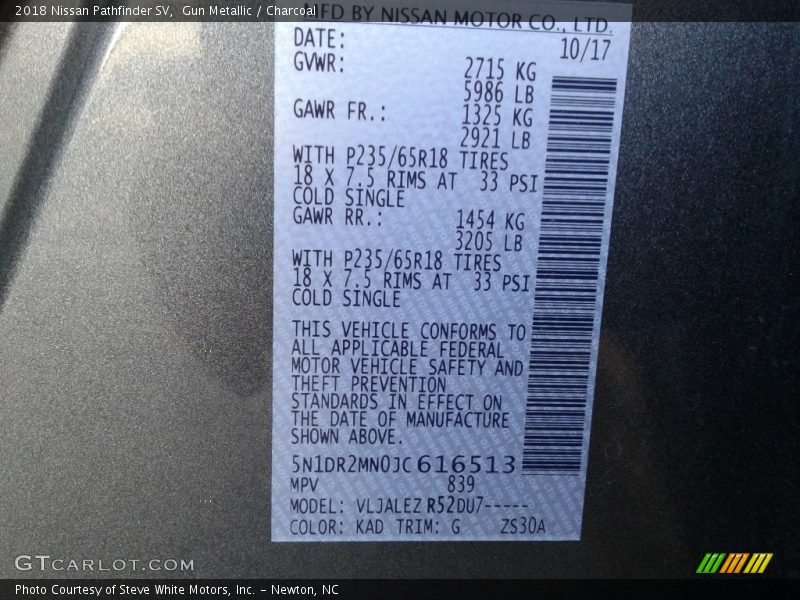 2018 Nissan Pathfinder SV,  Gun Metallic / Charcoal
MFD BY NISSAN MOTOR CO., LTD.
DATE: 10/17
GVWR: 2715 KG
5986 LB
GAWR FR.: 1325 KG
2921 LB
WITH P235/65R18 TIRES
18 X 7.5 RIMS AT 33 PSI
COLD SINGLE
GAWR RR.: 1454 KG
3205 LB
WITH P235/65R18 TIRES
18 X 7.5 RIMS AT 33 PSI
COLD SINGLE
THIS VEHICLE CONFORMS TO
ALL APPLICABLE FEDERAL
MOTOR VEHICLE SAFETY AND
THEFT PREVENTION
STANDARDS IN EFFECT ON
THE DATE OF MANUFACTURE
SHOWN ABOVE.
5N1DR2MN0JC616513
MPV 839
MODEL: VLJALEZ R52DU7-----
COLOR: KAD TRIM: G ZS30A
GTCARLOT.COM
Photo Courtesy of Steve White Motors, Inc. – Newton, NC